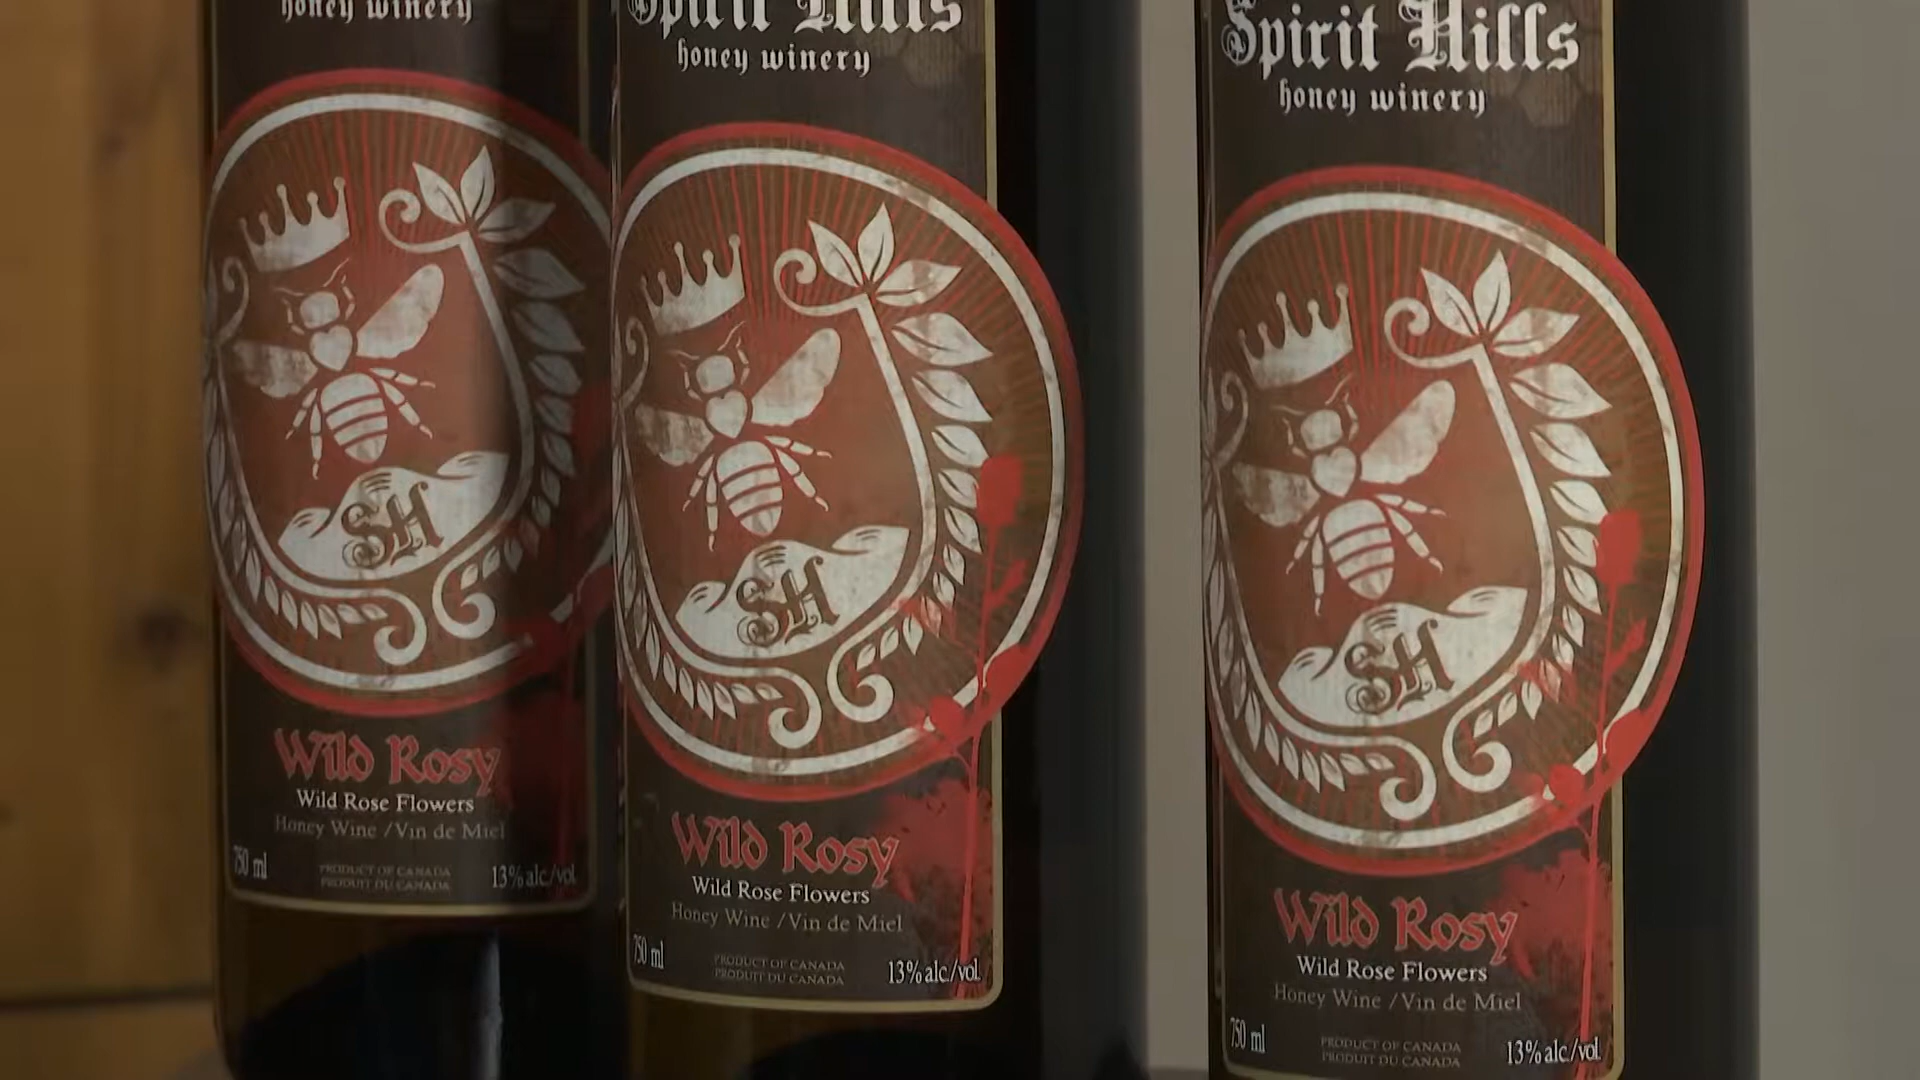 honey winery
SH
Wild Rosy
Wild Rose Flowers
Honey Wine / Vin de Miel
750 ml
PRODUCT OF CANADA
PRODUIT DU CANADA
13% alc/vol
Spirit Hills
honey winery
SH
Wild Rosy
Wild Rose Flowers
Honey Wine / Vin de Miel
750 ml
PRODUCT OF CANADA
PRODUIT DU CANADA
13% alc/vol.
Spirit Hills
honey winery
SH
Wild Rosy
Wild Rose Flowers
Honey Wine / Vin de Miel
750 ml
PRODUCT OF CANADA
PRODUIT DU CANADA
13% alc/vol.